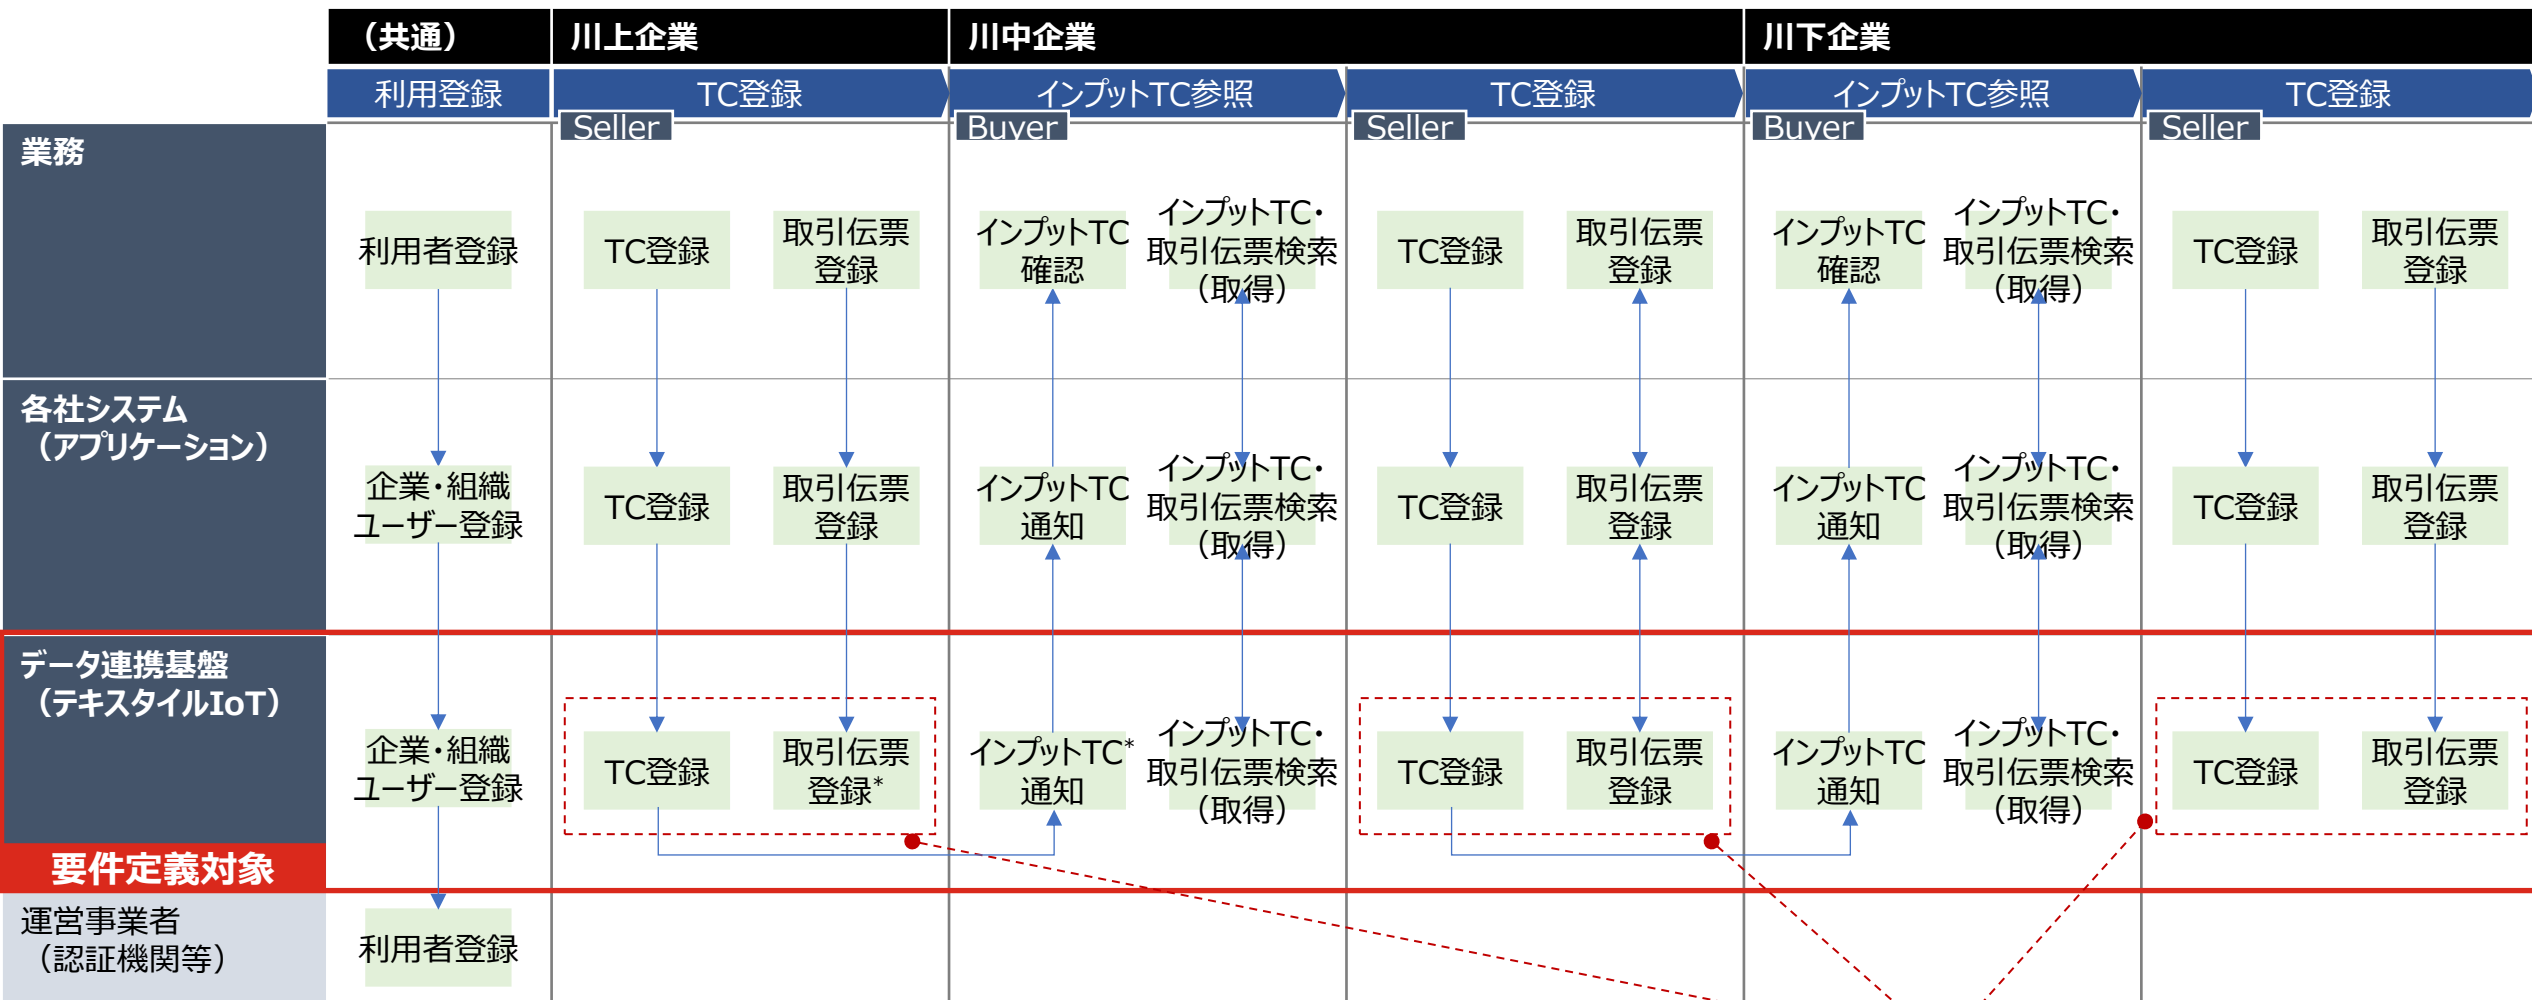 （共通）
川上企業
川中企業
川下企業
利用登録
TC登録
インプットTC参照
TC登録
インプットTC参照
TC登録
Seller
Buyer
Seller
Buyer
Seller
業務
利用者登録
TC登録
取引伝票
登録
インプットTC
確認
インプットTC・
取引伝票検索
（取得）
TC登録
取引伝票
登録
インプットTC
確認
インプットTC・
取引伝票検索
（取得）
TC登録
取引伝票
登録
各社システム
（アプリケーション）
企業・組織
ユーザー登録
TC登録
取引伝票
登録
インプットTC
通知
インプットTC・
取引伝票検索
（取得）
TC登録
取引伝票
登録
インプットTC
通知
インプットTC・
取引伝票検索
（取得）
TC登録
取引伝票
登録
データ連携基盤
（テキスタイルIoT）
企業・組織
ユーザー登録
TC登録
取引伝票
登録*
インプットTC*
通知
インプットTC・
取引伝票検索
（取得）
TC登録
取引伝票
登録
インプットTC
通知
インプットTC・
取引伝票検索
（取得）
TC登録
取引伝票
登録
要件定義対象
運営事業者
（認証機関等）
利用者登録